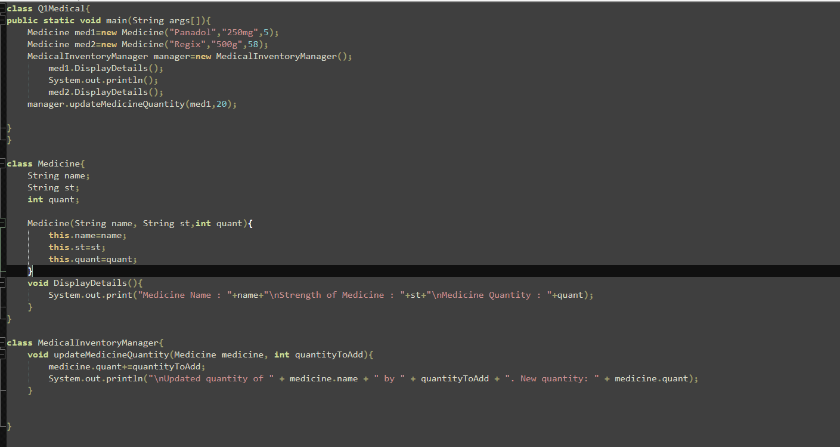 class Q1Medical{
public static void main(String args[]){
    Medicine med1=new Medicine("Panadol","250mg",5);
    Medicine med2=new Medicine("Regix","500g",58);
    MedicalInventoryManager manager=new MedicalInventoryManager();
        med1.DisplayDetails();
        System.out.println();
        med2.DisplayDetails();
    manager.updateMedicineQuantity(med1,20);
}
}
class Medicine{
    String name;
    String st;
    int quant;
    Medicine(String name, String st,int quant){
        this.name=name;
        this.st=st;
        this.quant=quant;
    }
    void DisplayDetails(){
        System.out.print("Medicine Name : "+name+"\nStrength of Medicine : "+st+"\nMedicine Quantity : "+quant);
    }
}
class MedicalInventoryManager{
    void updateMedicineQuantity(Medicine medicine, int quantityToAdd){
        medicine.quant+=quantityToAdd;
        System.out.println("\nUpdated quantity of " + medicine.name + " by " + quantityToAdd + ". New quantity: " + medicine.quant);
    }
}